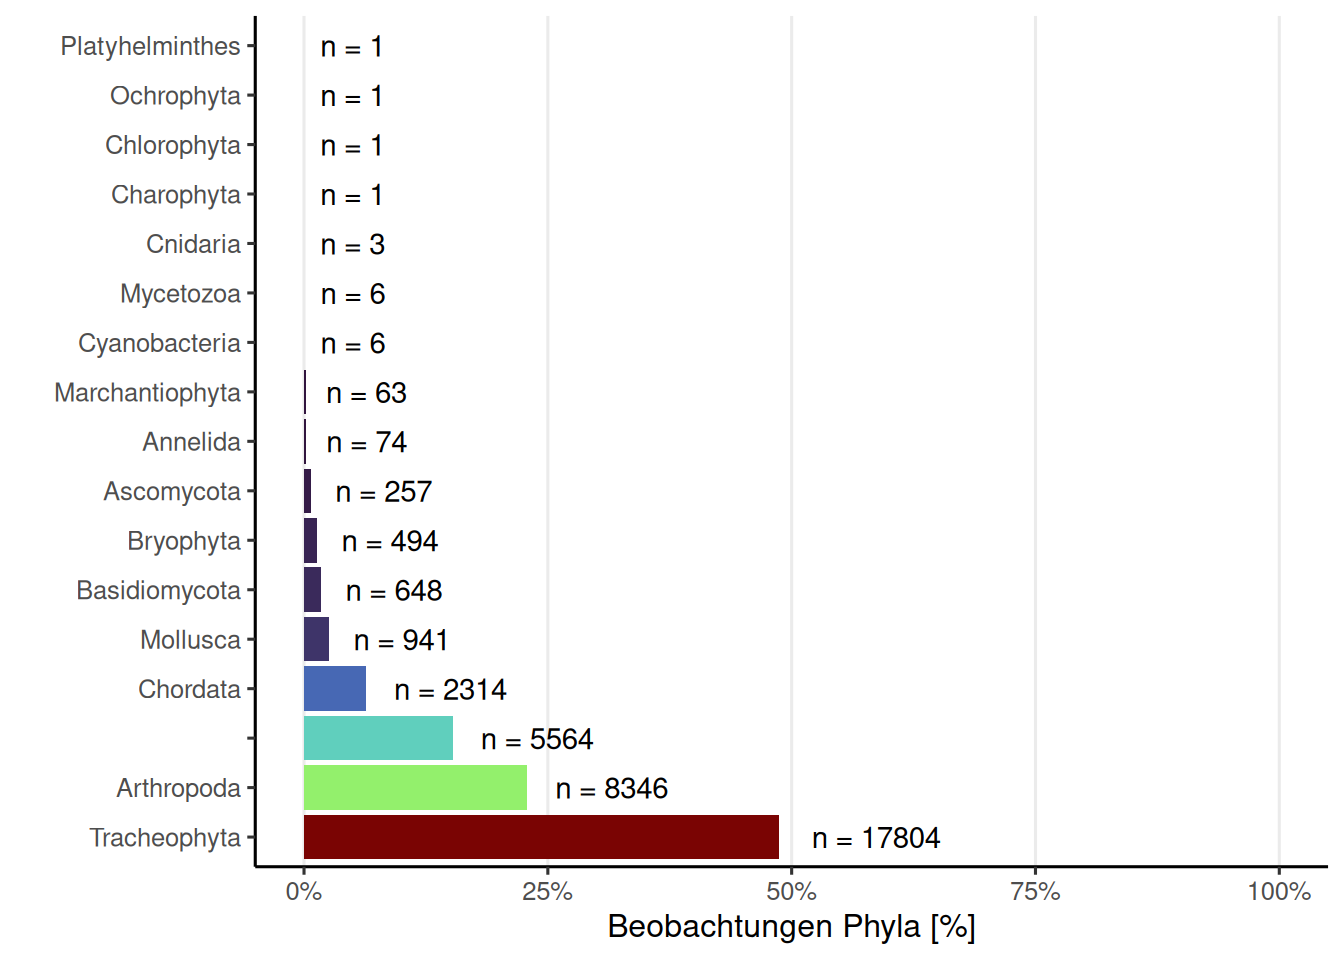 Platyhelminthes n = 1
Ochrophyta n = 1
Chlorophyta n = 1
Charophyta n = 1
Cnidaria n = 3
Mycetozoa n = 6
Cyanobacteria n = 6
Marchantiophyta n = 63
Annelida n = 74
Ascomycota n = 257
Bryophyta n = 494
Basidiomycota n = 648
Mollusca n = 941
Chordata n = 2314
n = 5564
Arthropoda n = 8346
Tracheophyta n = 17804
0% 25% 50% 75% 100%
Beobachtungen Phyla [%]